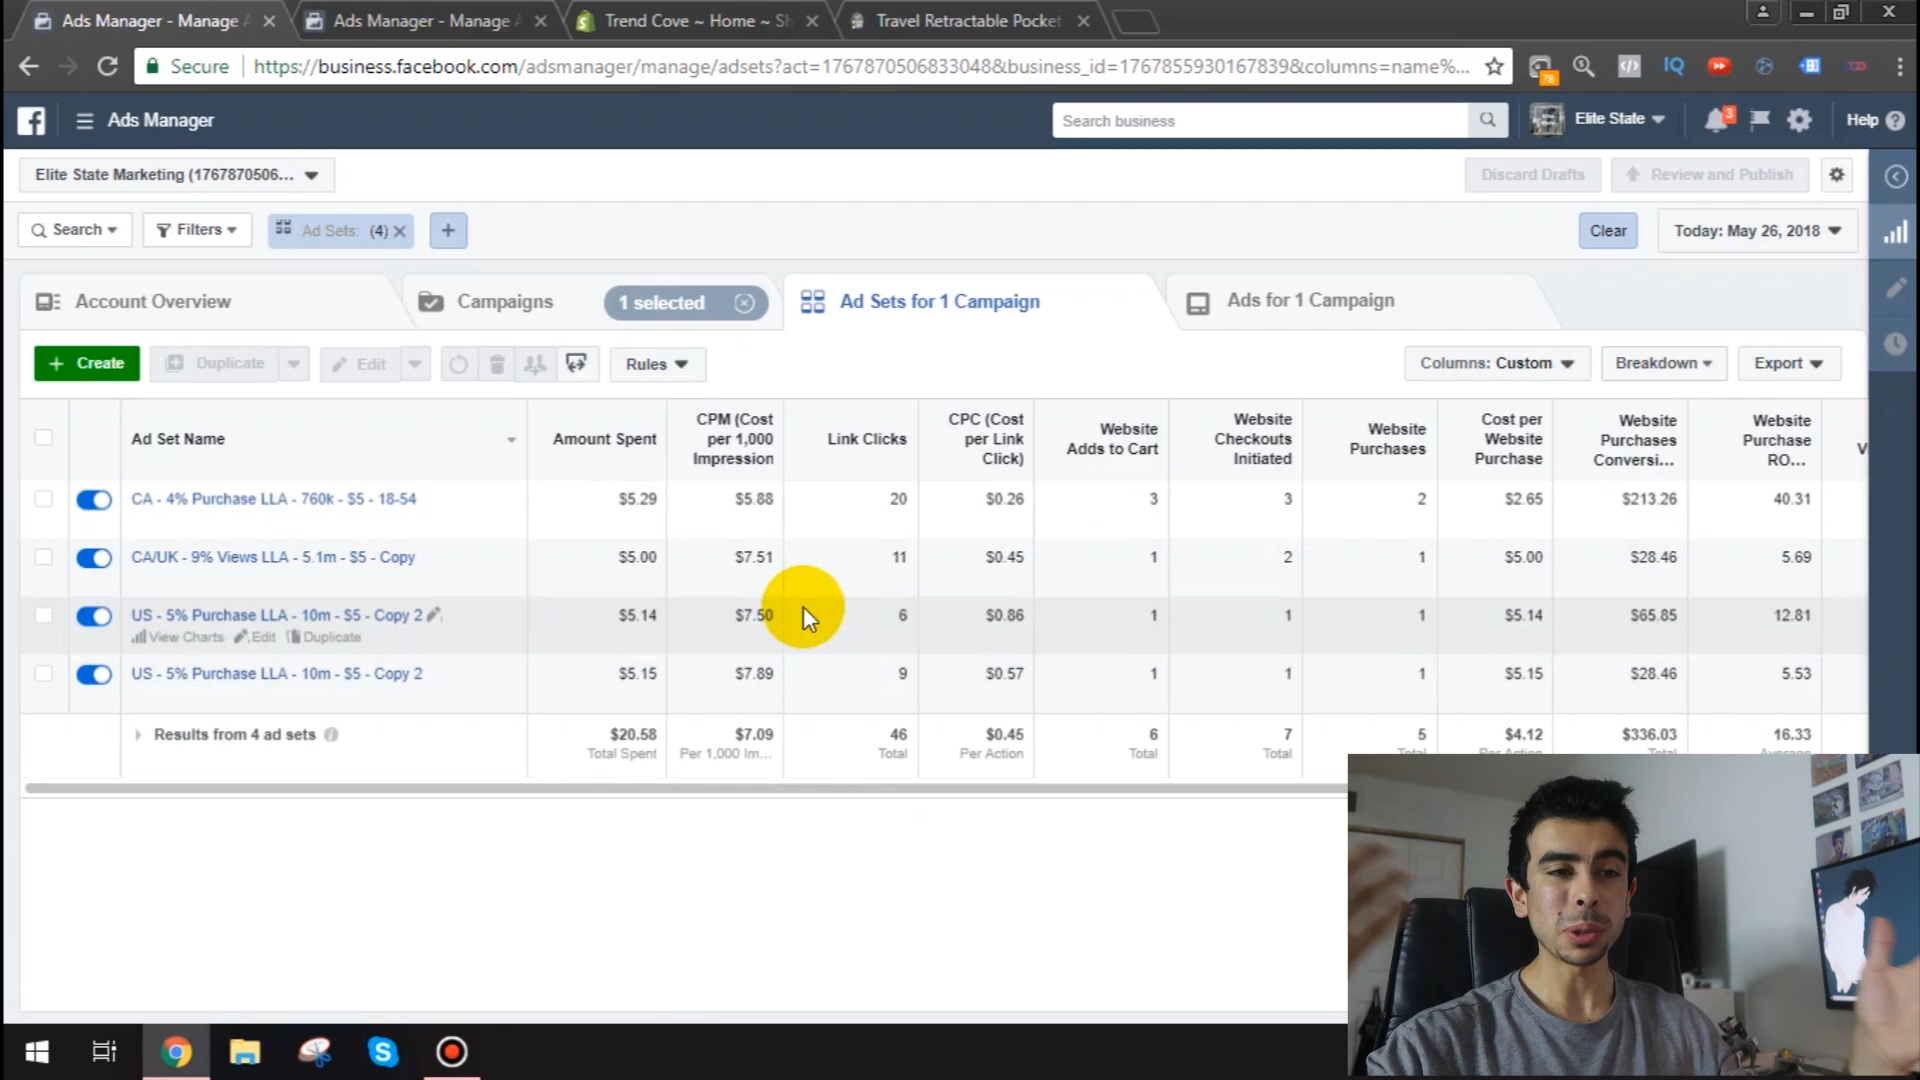 Ads Manager - Manage A
Ads Manager - Manage A
Trend Cove ~ Home ~ Sh
Travel Retractable Pocket
Secure
https://business.facebook.com/adsmanager/manage/adsets?act=1767870506833048&business_id=1767855930167839&columns=name%...
78
IQ
Ads Manager
Search business
Elite State
3
Help
Elite State Marketing (1767870506...
Discard Drafts
Review and Publish
Search
Filters
Ad Sets: (4)
Clear
Today: May 26, 2018
Account Overview
Campaigns
1 selected
Ad Sets for 1 Campaign
Ads for 1 Campaign
+ Create
Duplicate
Edit
Rules
Columns: Custom
Breakdown
Export
Ad Set Name
Amount Spent
CPM (Cost per 1,000 Impression
Link Clicks
CPC (Cost per Link Click)
Website Adds to Cart
Website Checkouts Initiated
Website Purchases
Cost per Website Purchase
Website Purchases Conversi...
Website Purchase RO...
V
CA - 4% Purchase LLA - 760k - $5 - 18-54 $5.29 $5.88 20 $0.26 3 3 2 $2.65 $213.26 40.31
CA/UK - 9% Views LLA - 5.1m - $5 - Copy $5.00 $7.51 11 $0.45 1 2 1 $5.00 $28.46 5.69
US - 5% Purchase LLA - 10m - $5 - Copy 2 $5.14 $7.50 6 $0.86 1 1 1 $5.14 $65.85 12.81
View Charts Edit Duplicate
US - 5% Purchase LLA - 10m - $5 - Copy 2 $5.15 $7.89 9 $0.57 1 1 1 $5.15 $28.46 5.53
Results from 4 ad sets $20.58 $7.09 46 $0.45 6 7 5 $4.12 $336.03 16.33
Total Spent Per 1,000 Im... Total Per Action Total Total Total Per Action Total Average